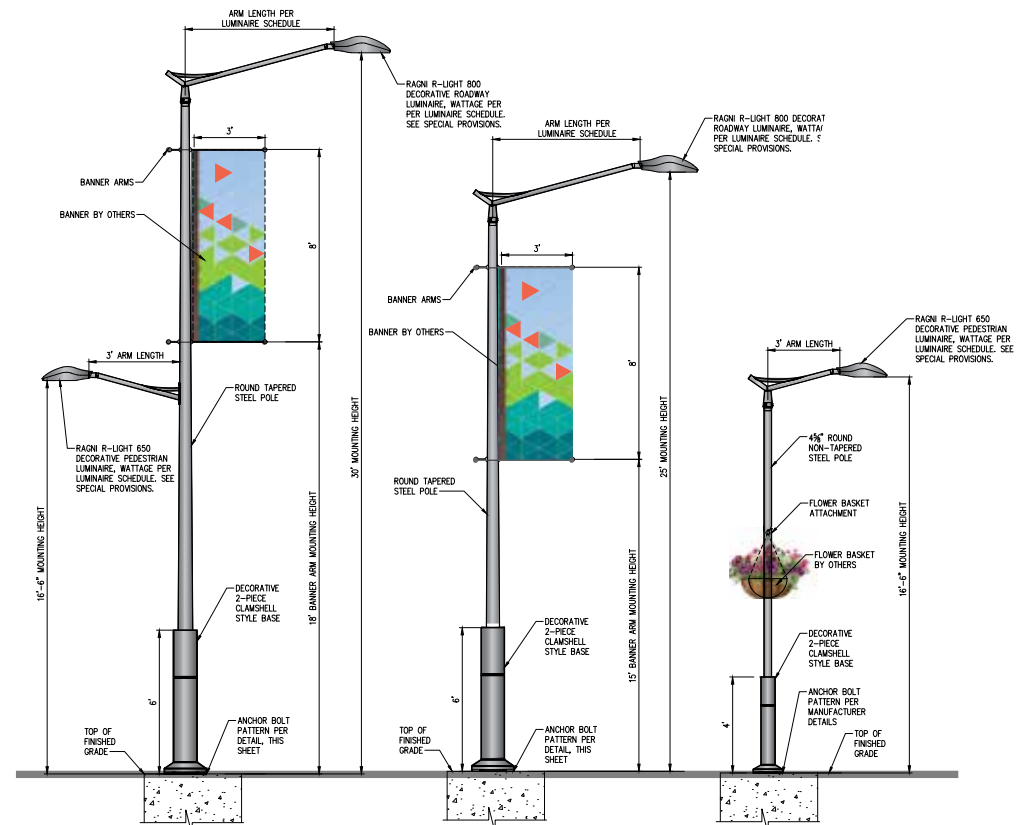 ARM LENGTH PER
LUMINAIRE SCHEDULE
RAGNI R-LIGHT 800
DECORATIVE ROADWAY
LUMINAIRE, WATTAGE PER
PER LUMINAIRE SCHEDULE.
SEE SPECIAL PROVISIONS.
3'
BANNER ARMS
BANNER BY OTHERS
8'
3' ARM LENGTH
ROUND TAPERED
STEEL POLE
RAGNI R-LIGHT 650
DECORATIVE PEDESTRIAN
LUMINAIRE, WATTAGE PER
LUMINAIRE SCHEDULE. SEE
SPECIAL PROVISIONS.
16'-6" MOUNTING HEIGHT
30' MOUNTING HEIGHT
18' BANNER ARM MOUNTING HEIGHT
DECORATIVE
2-PIECE
CLAMSHELL
STYLE BASE
6'
TOP OF
FINISHED
GRADE
ANCHOR BOLT
PATTERN PER
DETAIL, THIS
SHEET
ARM LENGTH PER
LUMINAIRE SCHEDULE
RAGNI R-LIGHT 800 DECORAT
ROADWAY LUMINAIRE, WATTA
PER LUMINAIRE SCHEDULE. S
SPECIAL PROVISIONS.
3'
BANNER ARMS
BANNER BY OTHERS
8'
25' MOUNTING HEIGHT
ROUND TAPERED
STEEL POLE
15' BANNER ARM MOUNTING HEIGHT
DECORATIVE
2-PIECE
CLAMSHELL
STYLE BASE
6'
TOP OF
FINISHED
GRADE
ANCHOR BOLT
PATTERN PER
DETAIL, THIS
SHEET
RAGNI R-LIGHT 650
DECORATIVE PEDESTRIAN
LUMINAIRE, WATTAGE PER
LUMINAIRE SCHEDULE. SEE
SPECIAL PROVISIONS.
3' ARM LENGTH
4⅝" ROUND
NON-TAPERED
STEEL POLE
FLOWER BASKET
ATTACHMENT
FLOWER BASKET
BY OTHERS
16'-6" MOUNTING HEIGHT
DECORATIVE
2-PIECE
CLAMSHELL
STYLE BASE
4'
ANCHOR BOLT
PATTERN PER
MANUFACTURER
DETAILS
TOP OF
FINISHED
GRADE